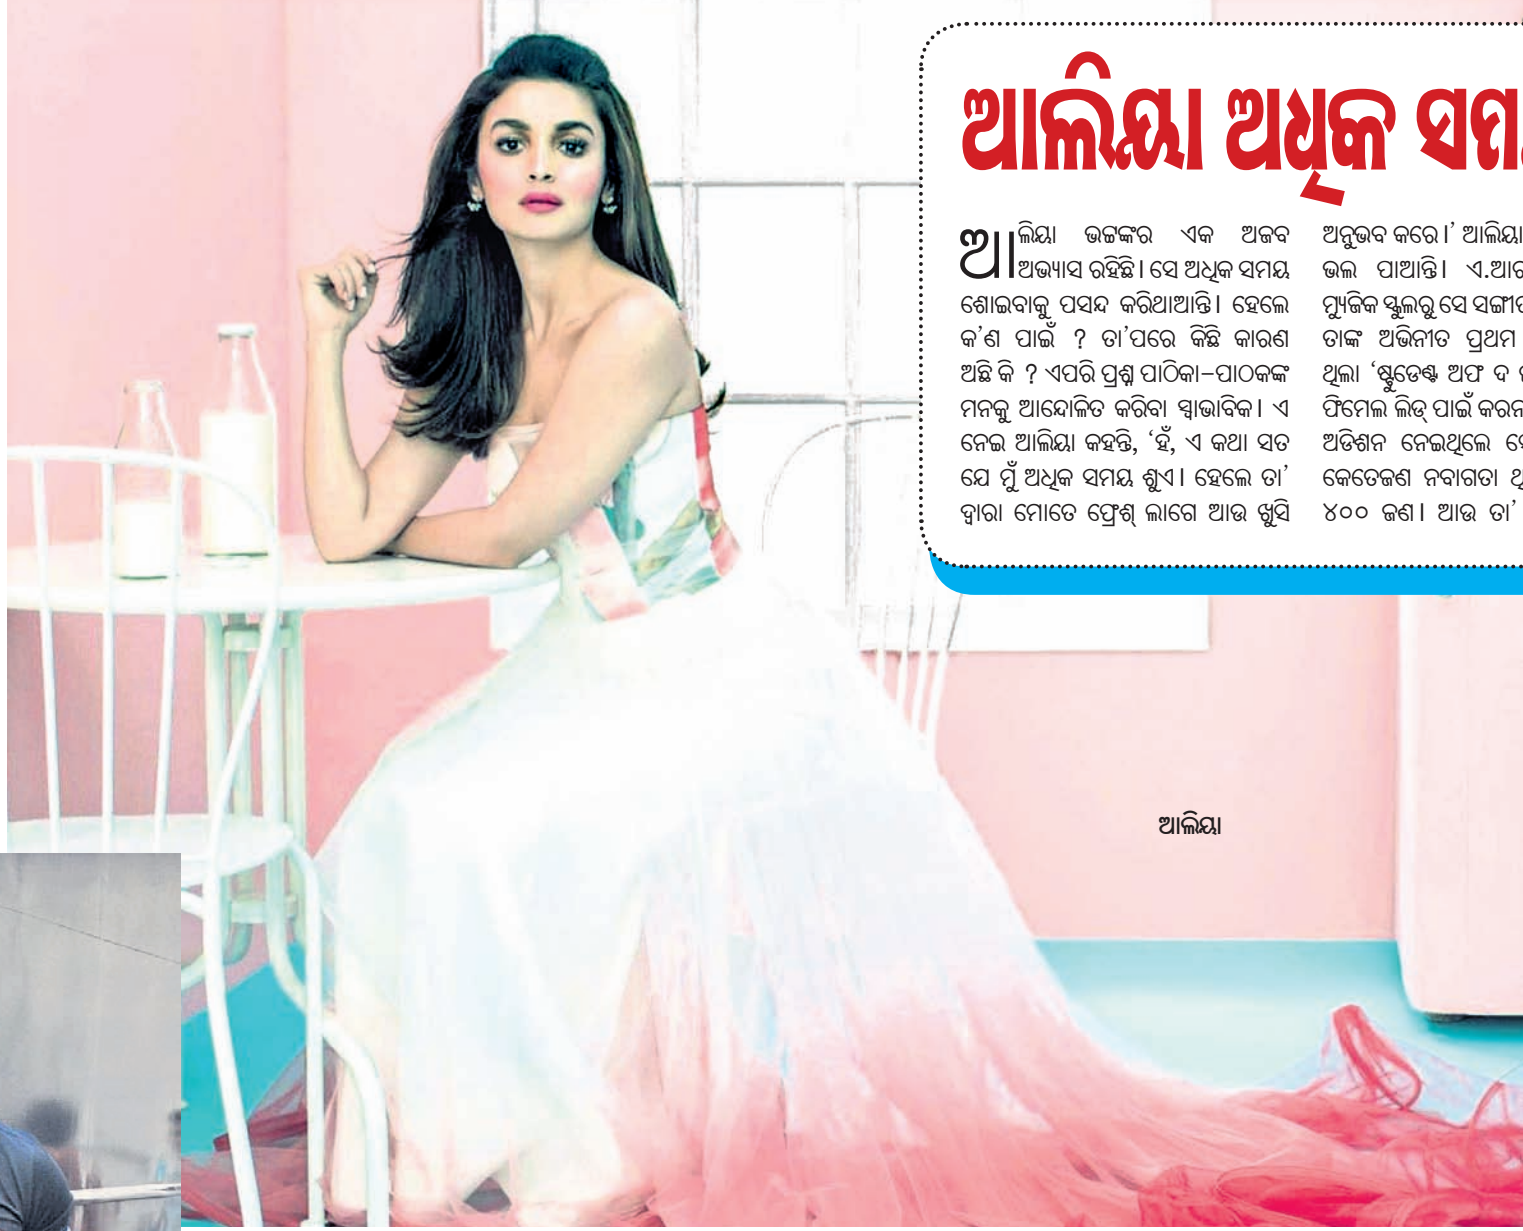 ଆଲିୟା ଅଧିକ
ଆଲିୟା ଭଟ୍ଟଙ୍କର ଏକ ଅଜବ
ଅଭ୍ୟାସ ରହିଛି। ସେ ଅଧିକ ସମୟ
ଶୋଇବାକୁ ପସନ୍ଦ କରିଥାଆନ୍ତି। ହେଲେ
କ'ଣ ପାଇଁ ? ତା'ପରେ କିଛି କାରଣ
ଅଛି କି ? ଏପରି ପ୍ରଶ୍ନ ପାଠିକା-ପାଠକଙ୍କ
ମନକୁ ଆନ୍ଦୋଳିତ କରିବା ସ୍ୱାଭାବିକ। ଏ
ନେଇ ଆଲିୟା କହନ୍ତି, ‘ହଁ, ଏ କଥା ସତ
ଯେ ମୁଁ ଅଧିକ ସମୟ ଶୁଏ। ହେଲେ ତା'
ଦ୍ୱାରା ମୋତେ ଫ୍ରେଶ୍ ଲାଗେ ଆଉ ଖୁସି
ଅନୁଭବ କରେ।’ ଆଲିୟା
ଭଲ ପାଆନ୍ତି। ଏ.ଆର
ମ୍ୟୁଜିକ ସ୍କୁଲରୁ ସେ
ତାଙ୍କ ଅଭିନୀତ ପ୍ରଥମ
ଥିଲା ‘ଷ୍ଟୁଡେଣ୍ଟ ଅଫ ଦ
ଫିମେଲ ଲିଡ୍ ପାଇଁ
ଅଡିଶନ ନେଇଥିଲେ
କେତେଜଣ ନବାଗତା
୪୦୦ ଜଣ। ଆଉ ତା'
ଆଲିୟା